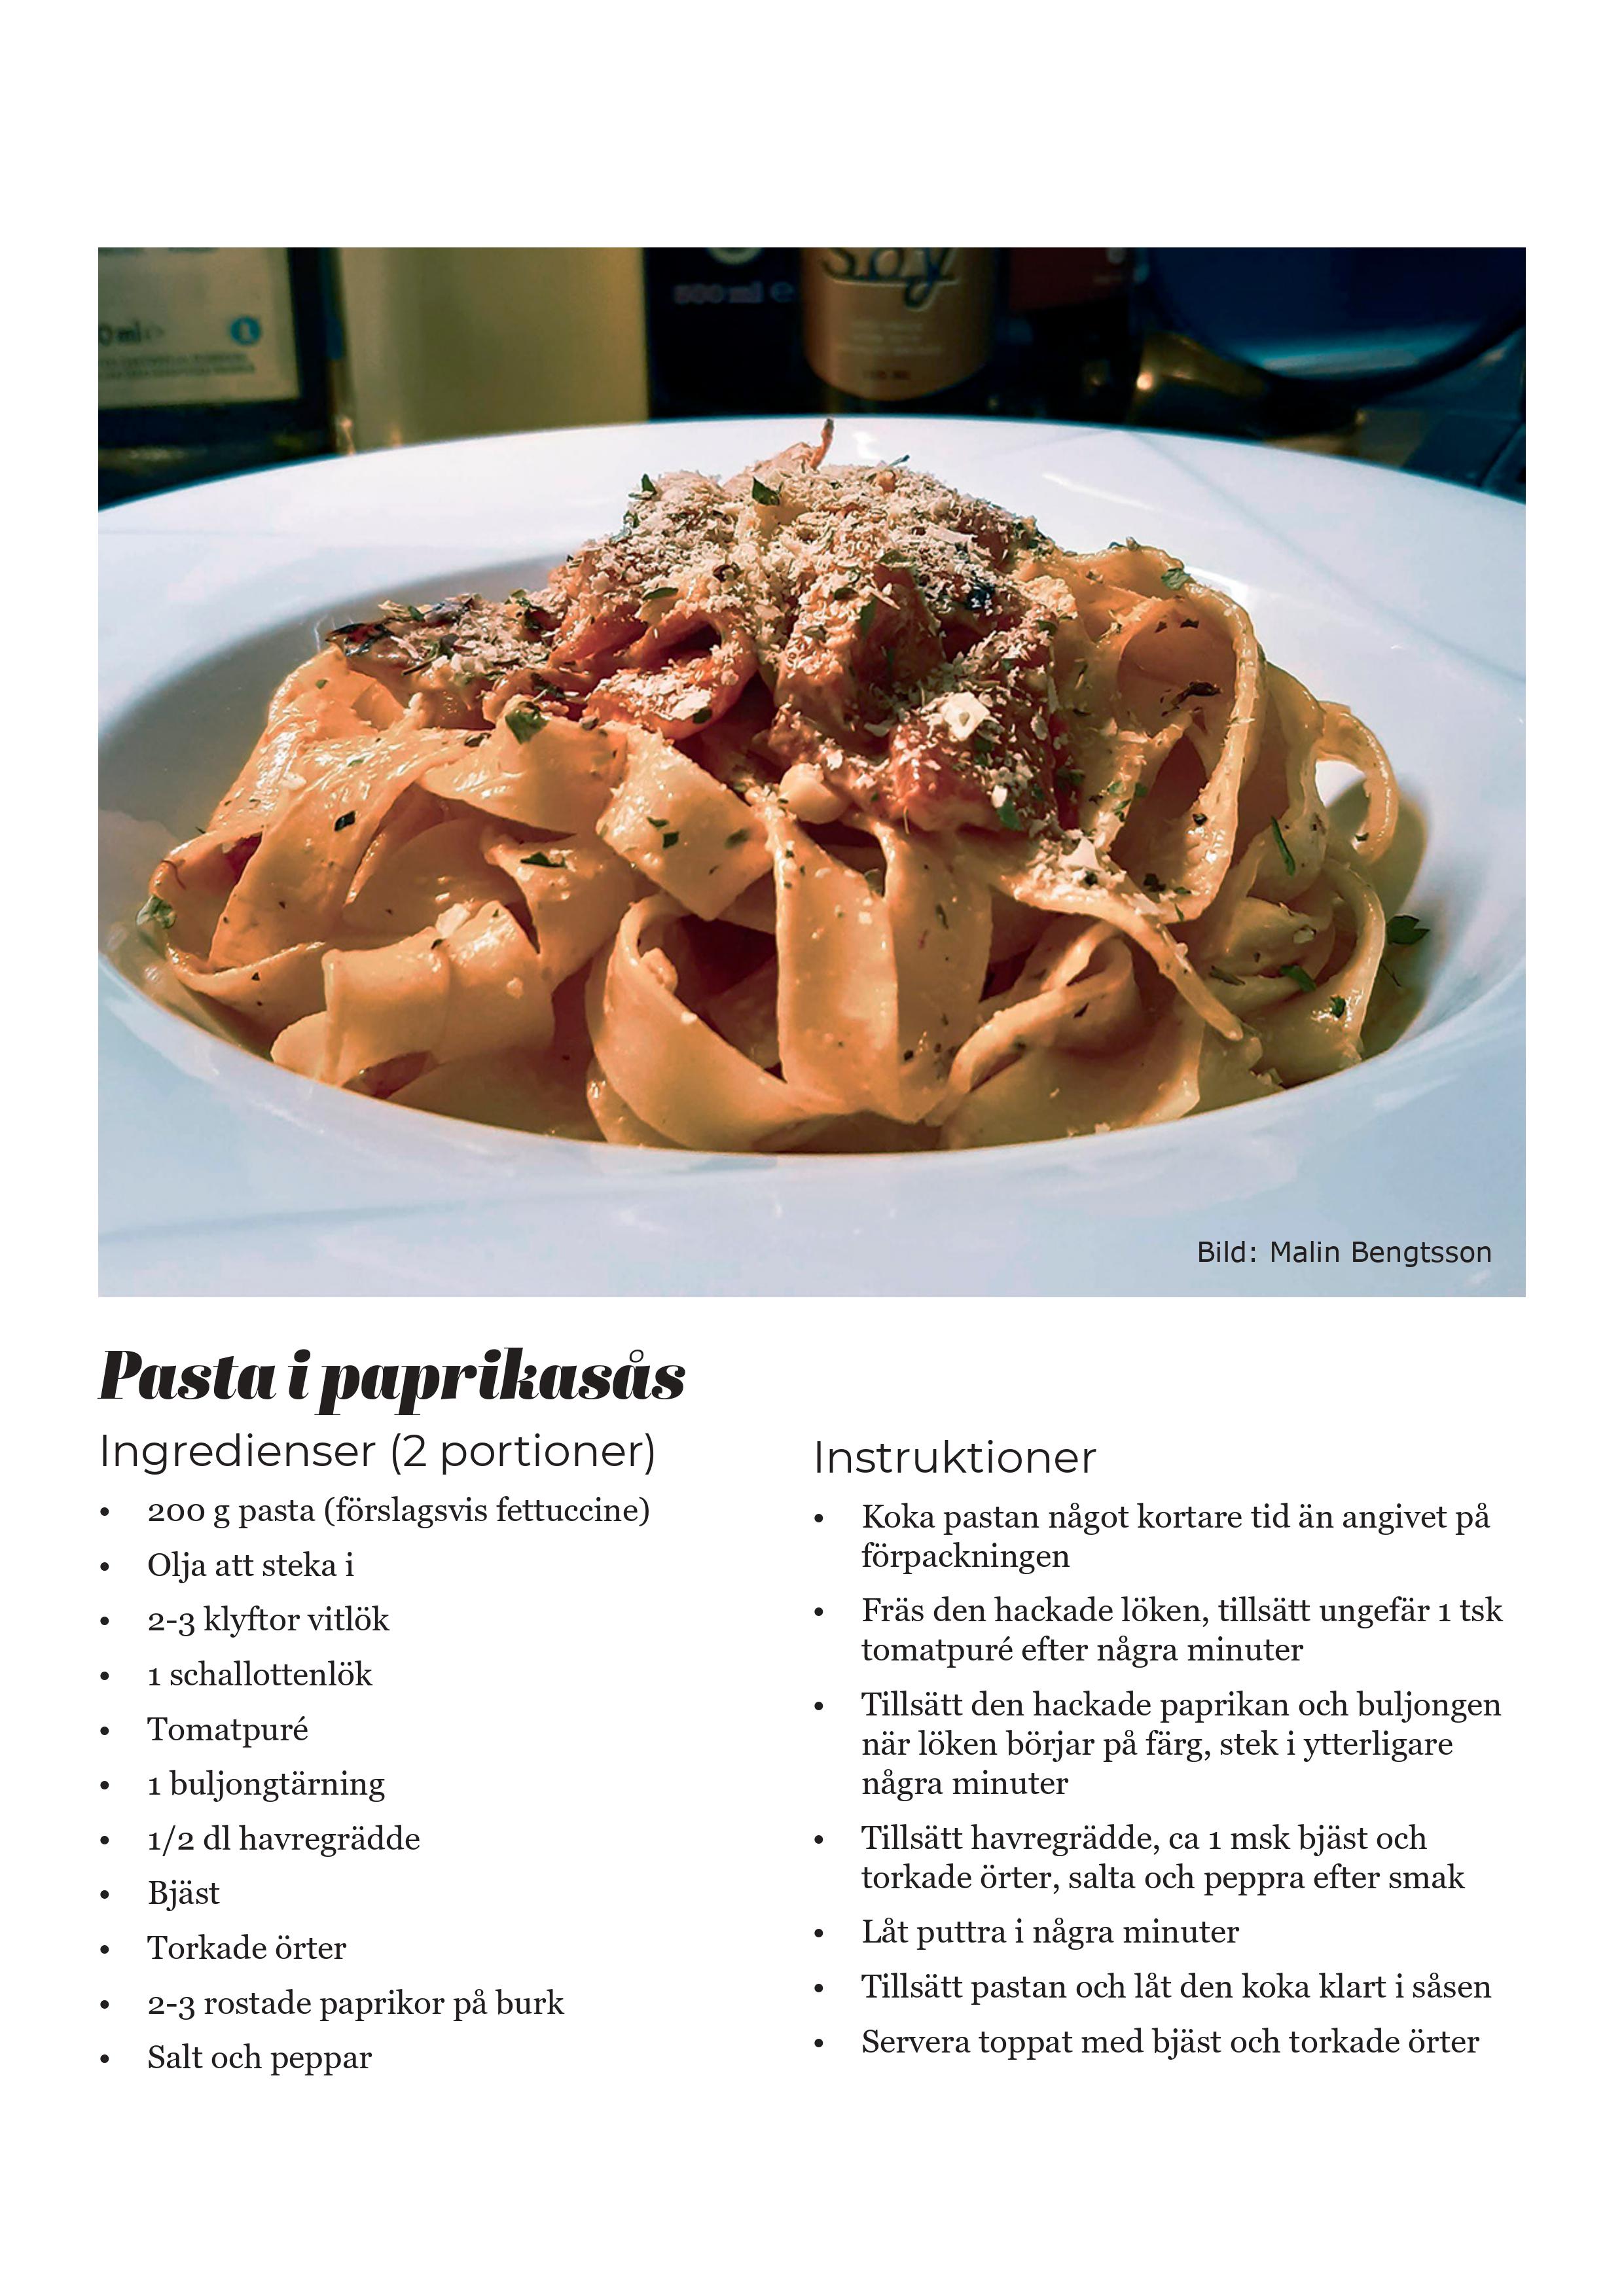 0 ml
500 ml e
Soy
Bild: Malin Bengtsson
Pasta i paprikasås
Ingredienser (2 portioner)
• 200 g pasta (förslagsvis fettuccine)
• Olja att steka i
• 2-3 klyftor vitlök
• 1 schallottenlök
• Tomatpuré
• 1 buljongtärning
• 1/2 dl havregrädde
• Bjäst
• Torkade örter
• 2-3 rostade paprikor på burk
• Salt och peppar
Instruktioner
• Koka pastan något kortare tid än angivet på
förpackningen
• Fräs den hackade löken, tillsätt ungefär 1 tsk
tomatpuré efter några minuter
• Tillsätt den hackade paprikan och buljongen
när löken börjar på färg, stek i ytterligare
några minuter
• Tillsätt havregrädde, ca 1 msk bjäst och
torkade örter, salta och peppra efter smak
• Låt puttra i några minuter
• Tillsätt pastan och låt den koka klart i såsen
• Servera toppat med bjäst och torkade örter